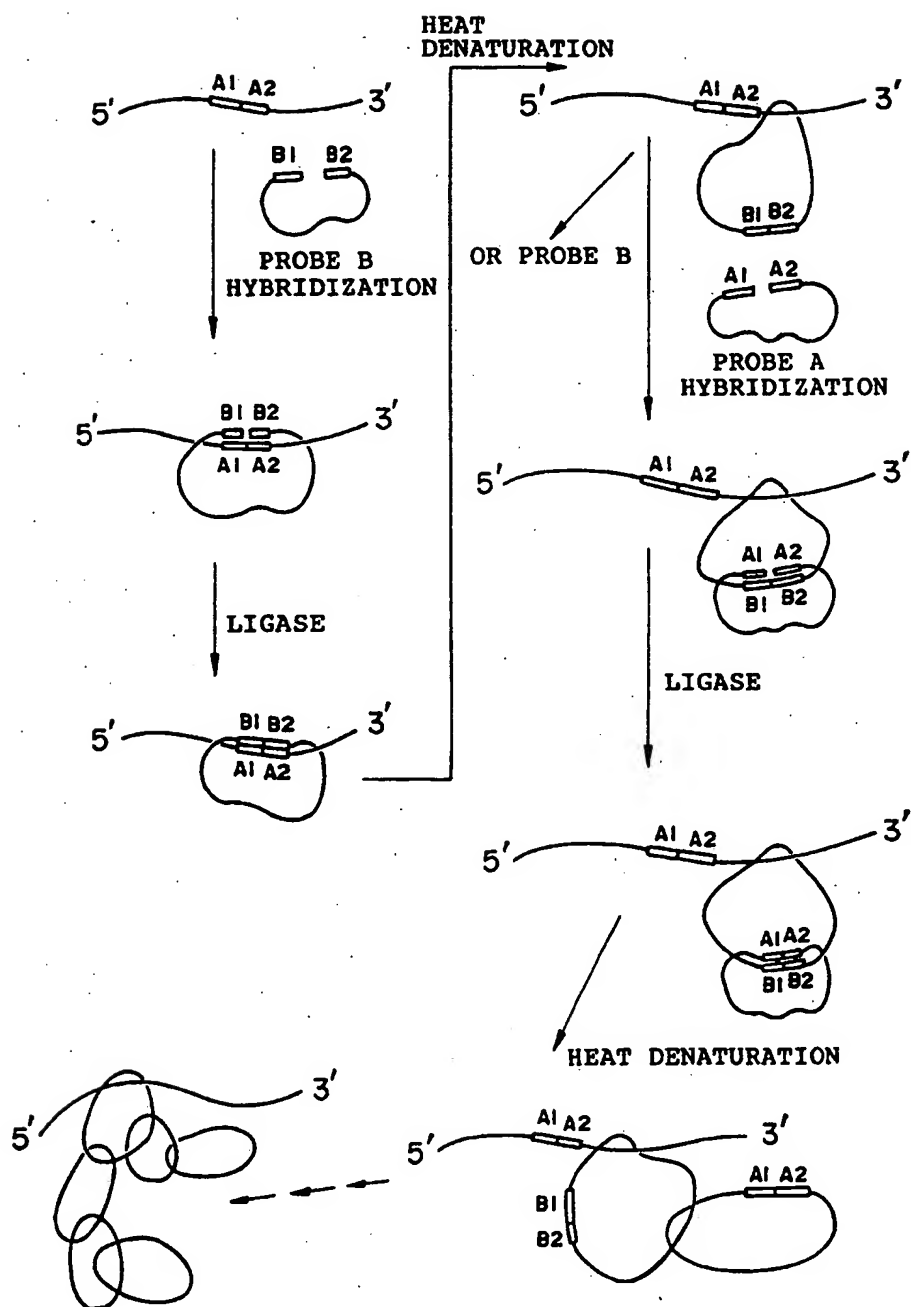 HEAT
DENATURATION
5' A1 A2 3'
B1 B2
PROBE B
HYBRIDIZATION
5' B1 B2 3'
A1 A2
LIGASE
5' B1 B2 3'
A1 A2
5' A1 A2 3'
B1 B2
OR PROBE B
A1 A2
PROBE A
HYBRIDIZATION
5' A1 A2 3'
A1 A2
B1 B2
LIGASE
5' A1 A2 3'
A1 A2
B1 B2
HEAT DENATURATION
5' A1 A2 3'
B1
B2
A1 A2
5' 3'